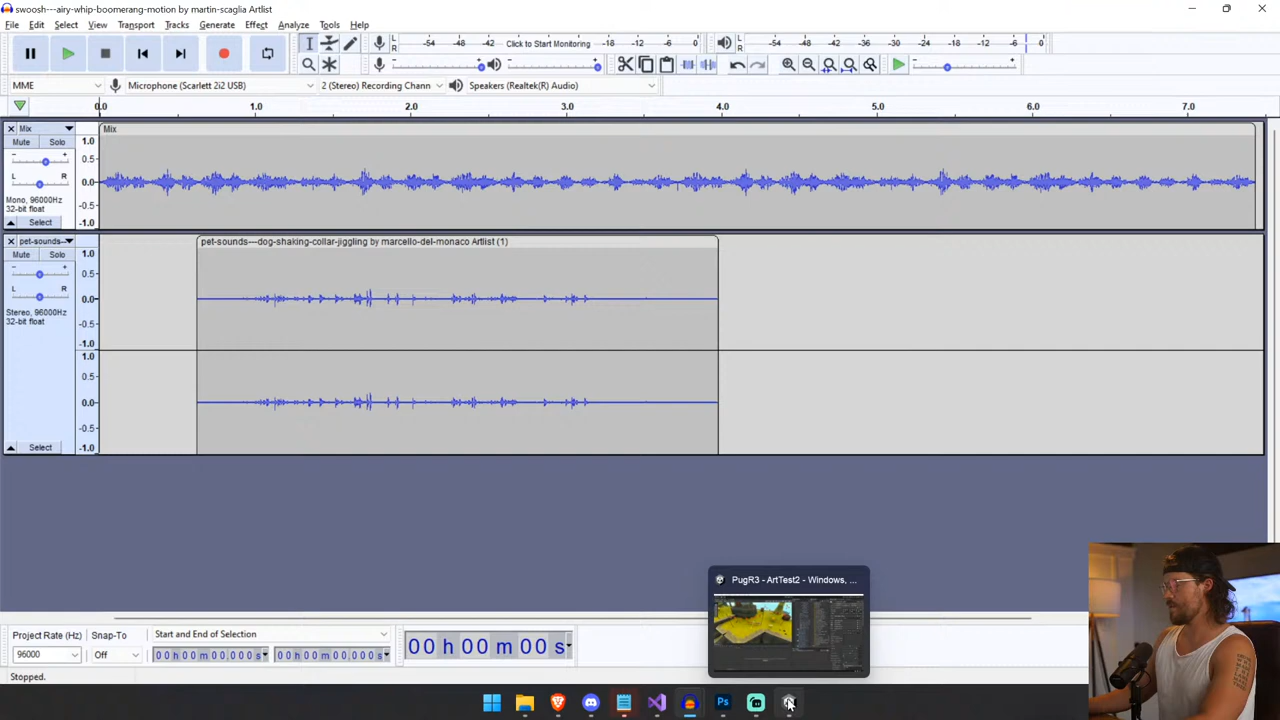 swoosh---airy-whip-boomerang-motion by martin-scaglia Artlist
File Edit Select View Transport Tracks Generate Effect Analyze Tools Help
L R -54 -48 -42 Click to Start Monitoring -18 -12 -6 0
L R -54 -48 -42 -36 -30 -24 -18 -12 -6 0
MME Microphone (Scarlett 2i2 USB) 2 (Stereo) Recording Chann Speakers (Realtek(R) Audio)
0.0 1.0 2.0 3.0 4.0 5.0 6.0 7.0
Mix
Mute Solo
- +
L R
Mono, 96000Hz
32-bit float
Select
1.0
0.5
0.0
-0.5
-1.0
Mix
pet-sounds--
Mute Solo
- +
L R
Stereo, 96000Hz
32-bit float
Select
1.0
0.5
0.0
-0.5
-1.0
1.0
0.5
0.0
-0.5
-1.0
pet-sounds---dog-shaking-collar-jiggling by marcello-del-monaco Artlist (1)
PugR3 - ArtTest2 - Windows, ...
Project Rate (Hz) Snap-To Start and End of Selection
96000 Off 00 h 00 m 00.000 s 00 h 00 m 00.000 s
00 h 00 m 00 s
Stopped.
Ps